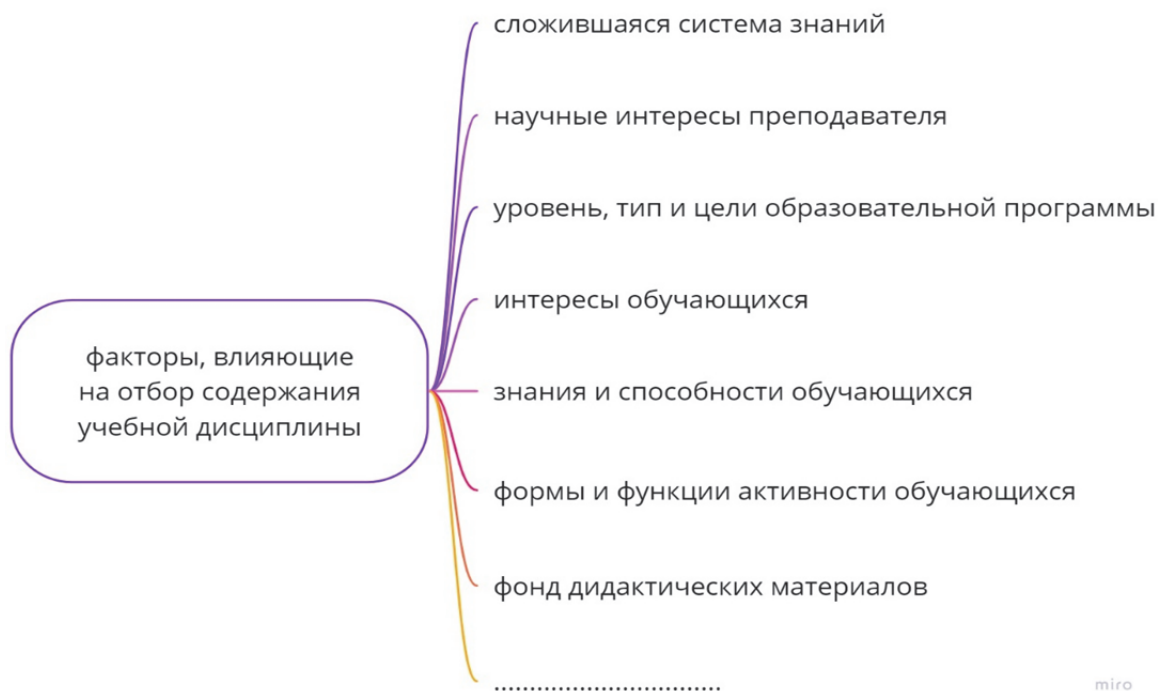 сложившаяся система знаний
научные интересы преподавателя
уровень, тип и цели образовательной программы
интересы обучающихся
факторы, влияющие
на отбор содержания
учебной дисциплины
знания и способности обучающихся
формы и функции активности обучающихся
фонд дидактических материалов
..............................
miro